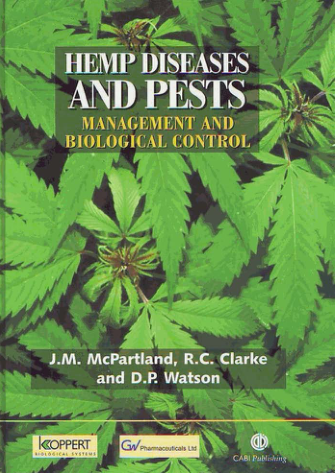 HEMP DISEASES
AND PESTS
MANAGEMENT AND
BIOLOGICAL CONTROL
J.M. McPartland, R.C. Clarke
and D.P. Watson
KOPPERT
BIOLOGICAL SYSTEMS
GW Pharmaceuticals Ltd
CABI Publishing